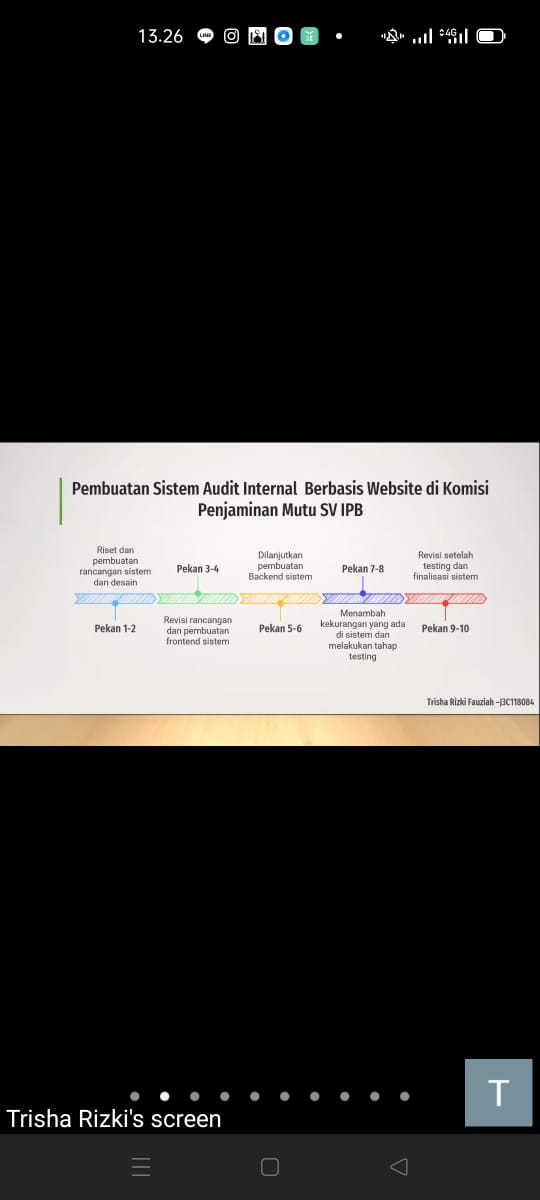 13.26
LINE
4G
Pembuatan Sistem Audit Internal Berbasis Website di Komisi
Penjaminan Mutu SV IPB
Riset dan
pembuatan
rancangan sistem
dan desain
Pekan 1-2
Pekan 3-4
Revisi rancangan
dan pembuatan
frontend sistem
Dilanjutkan
pembuatan
Backend sistem
Pekan 5-6
Pekan 7-8
Menambah
kekurangan yang ada
di sistem dan
melakukan tahap
testing
Revisi setelah
testing dan
finalisasi sistem
Pekan 9-10
Trisha Rizki Fauziah -J3C118084
T
Trisha Rizki's screen